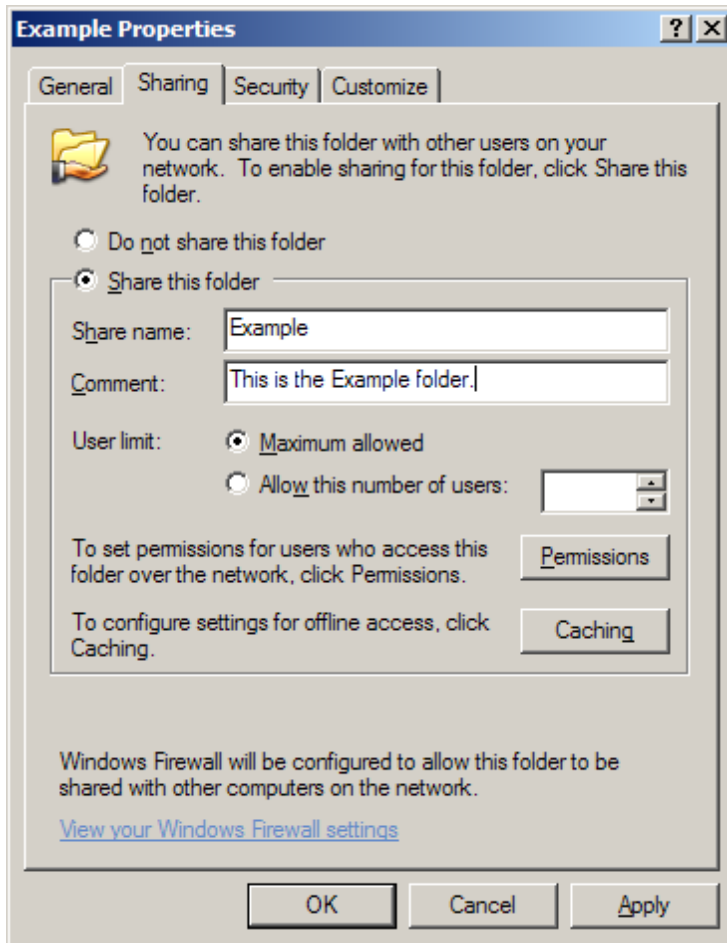 Example Properties
General Sharing Security Customize
You can share this folder with other users on your
network. To enable sharing for this folder, click Share this
folder.
Do not share this folder
Share this folder
Share name: Example
Comment: This is the Example folder.
User limit: Maximum allowed
Allow this number of users:
To set permissions for users who access this
folder over the network, click Permissions.
Permissions
To configure settings for offline access, click
Caching.
Caching
Windows Firewall will be configured to allow this folder to be
shared with other computers on the network.
View your Windows Firewall settings
OK Cancel Apply